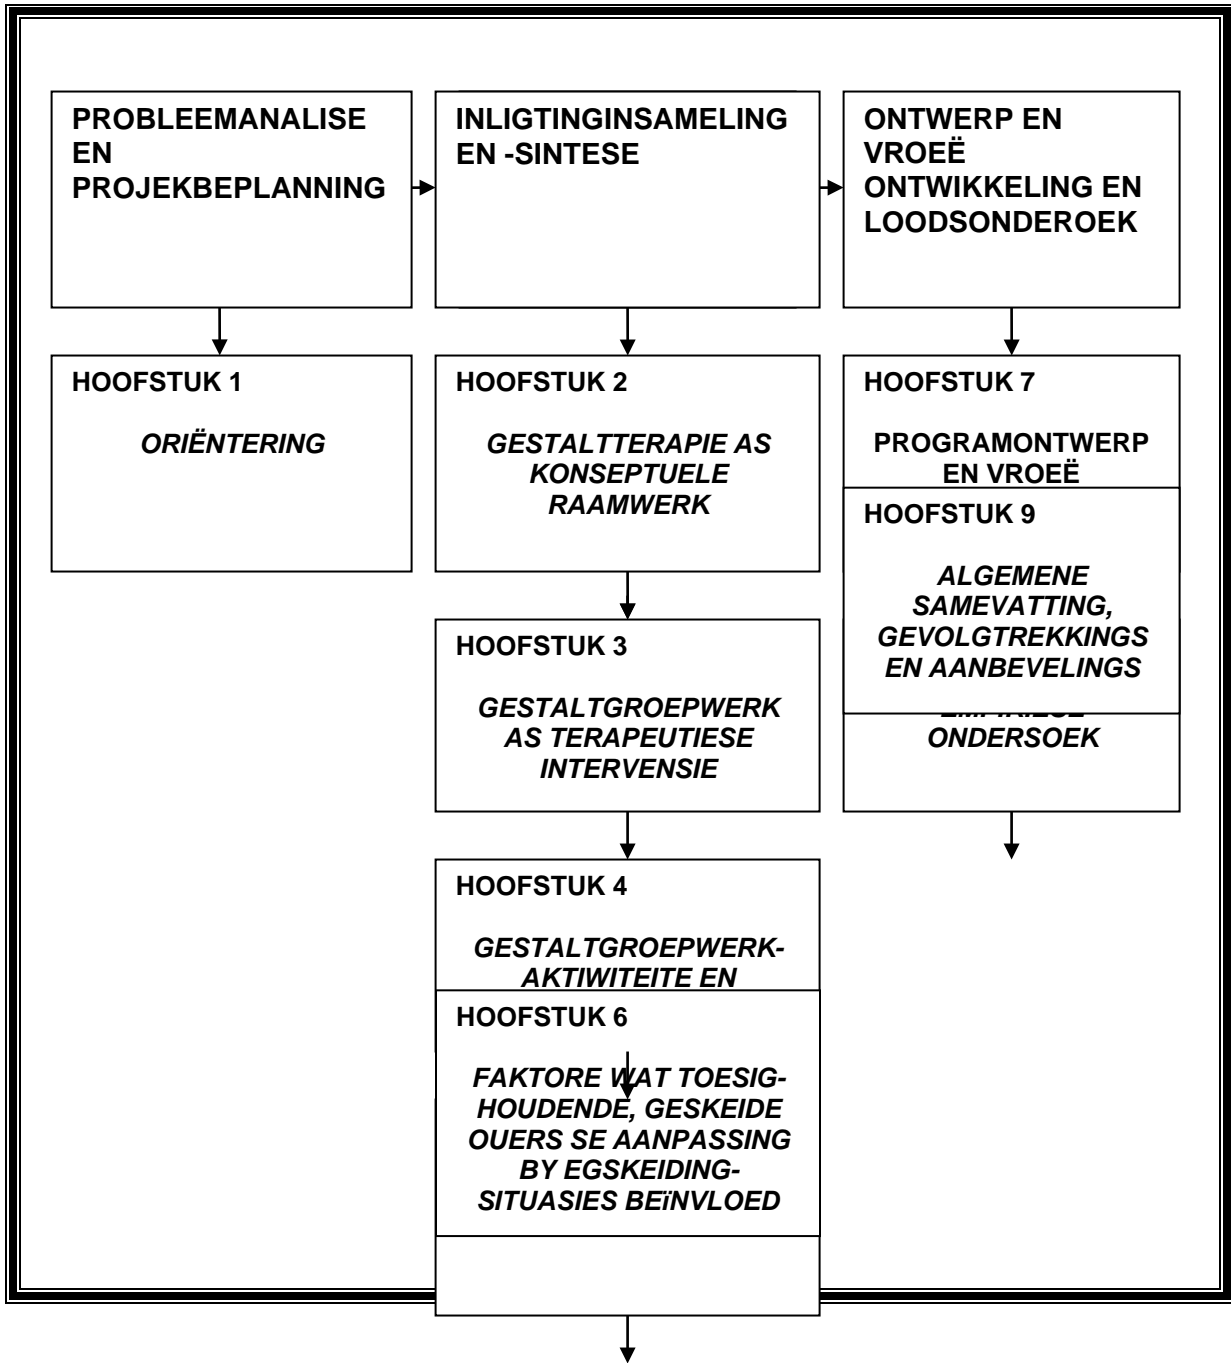 PROBLEEMANALISE
EN
PROJEKBEPLANNING
INLIGTINGINSAMELING
EN -SINTESE
ONTWERP EN
VROEË
ONTWIKKELING EN
LOODSONDEROEK
HOOFSTUK 1
ORIËNTERING
HOOFSTUK 2
GESTALTTERAPIE AS
KONSEPTUELE
RAAMWERK
HOOFSTUK 7
PROGRAMONTWERP
EN VROEË
HOOFSTUK 9
ALGEMENE
SAMEVATTING,
GEVOLGTREKKINGS
EN AANBEVELINGS
ONDERSOEK
HOOFSTUK 3
GESTALTGROEPWERK
AS TERAPEUTIESE
INTERVENSIE
HOOFSTUK 4
GESTALTGROEPWERK-
AKTIWITEITE EN
HOOFSTUK 6
FAKTORE WAT TOESIG-
HOUDENDE, GESKEIDE
OUERS SE AANPASSING
BY EGSKEIDING-
SITUASIES BEïNVLOED